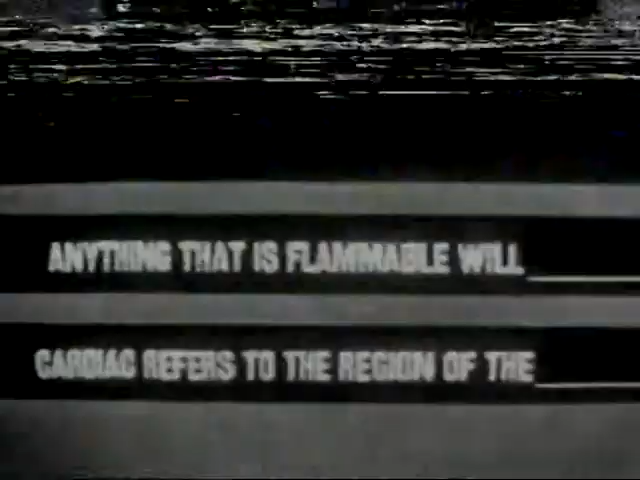 ANYTHING THAT IS FLAMMABLE WILL
CARDIAC REFERS TO THE REGION OF THE